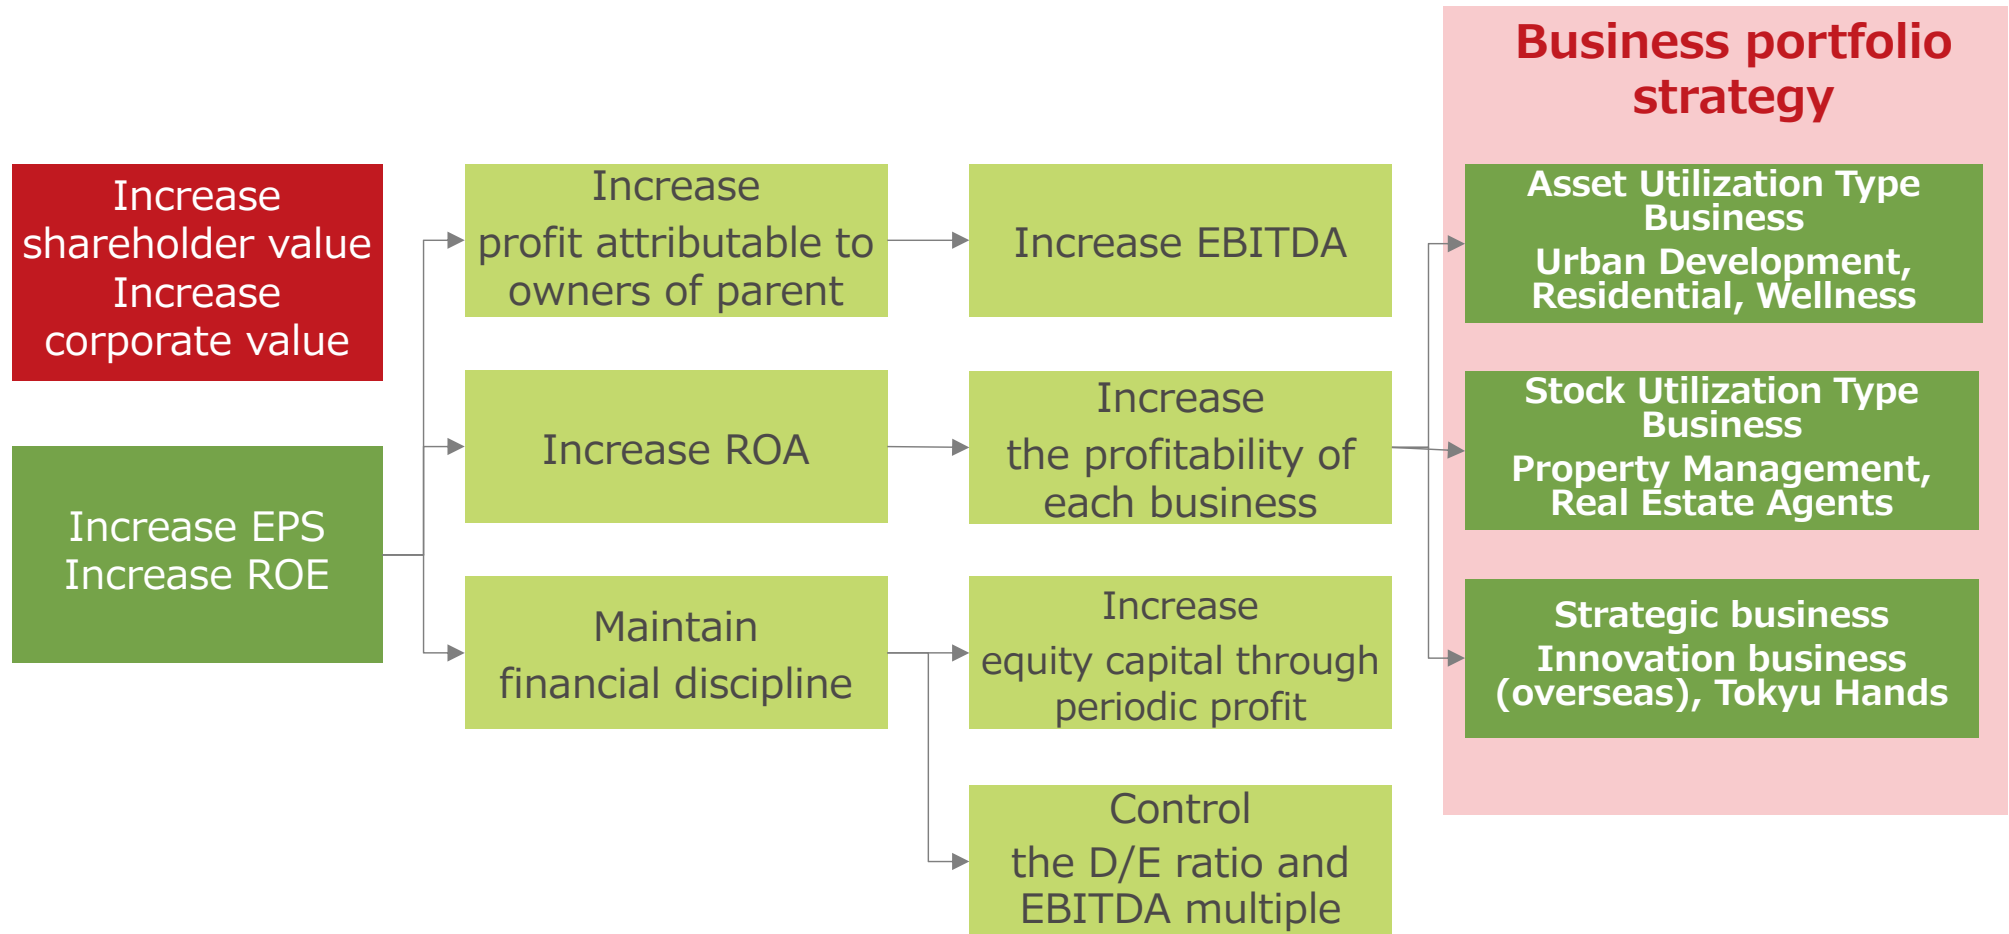 Business portfolio
strategy
Increase
shareholder value
Increase
corporate value
Increase EPS
Increase ROE
Increase
profit attributable to
owners of parent
Increase ROA
Maintain
financial discipline
Increase EBITDA
Increase
the profitability of
each business
Increase
equity capital through
periodic profit
Control
the D/E ratio and
EBITDA multiple
Asset Utilization Type
Business
Urban Development,
Residential, Wellness
Stock Utilization Type
Business
Property Management,
Real Estate Agents
Strategic business
Innovation business
(overseas), Tokyu Hands